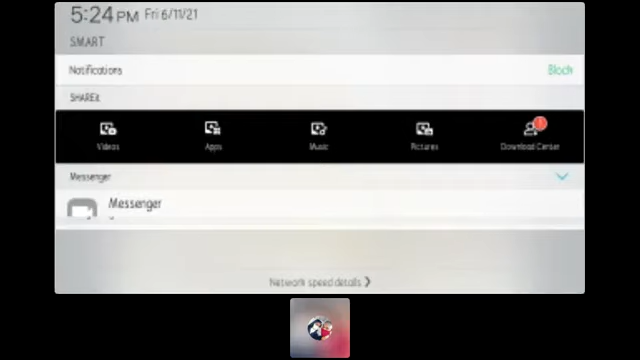 5:24 PM Fri 6/11/21
SMART
Notifications Block
SHAREit
Videos Apps Music Pictures Download Center
Messenger
Messenger
Network speed details